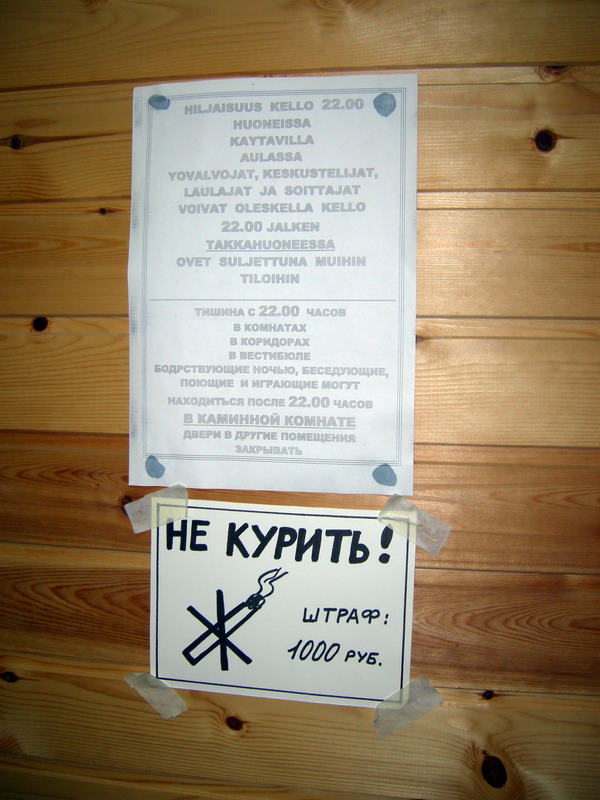 HILJAISUUS KELLO 22.00
HUONEISSA
KAYTAVILLA
AULASSA
YOVALVOJAT, KESKUSTELIJAT,
LAULAJAT JA SOITTAJAT
VOIVAT OLESKELLA KELLO
22.00 JALKEN
TAKKAHUONEESSA
OVET SULJETTUNA MUIHIN
TILOIHIN
ТИШИНА С 22.00 ЧАСОВ
В КОМНАТАХ
В КОРИДОРАХ
В ВЕСТИБЮЛЕ
БОДРСТВУЮЩИЕ НОЧЬЮ, БЕСЕДУЮЩИЕ,
ПОЮЩИЕ И ИГРАЮЩИЕ МОГУТ
НАХОДИТЬСЯ ПОСЛЕ 22.00 ЧАСОВ
В КАМИННОЙ КОМНАТЕ
ДВЕРИ В ДРУГИЕ ПОМЕЩЕНИЯ
ЗАКРЫВАТЬ
НЕ КУРИТЬ!
ШТРАФ:
1000 РУБ.